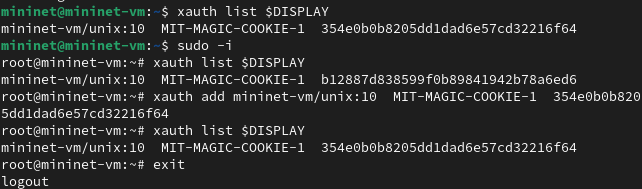 mininet@mininet-vm:~$ xauth list $DISPLAY
mininet-vm/unix:10  MIT-MAGIC-COOKIE-1  354e0b0b8205dd1dad6e57cd32216f64
mininet@mininet-vm:~$ sudo -i
root@mininet-vm:~# xauth list $DISPLAY
mininet-vm/unix:10  MIT-MAGIC-COOKIE-1  b12887d838599f0b89841942b78a6ed6
root@mininet-vm:~# xauth add mininet-vm/unix:10  MIT-MAGIC-COOKIE-1  354e0b0b820
5dd1dad6e57cd32216f64
root@mininet-vm:~# xauth list $DISPLAY
mininet-vm/unix:10  MIT-MAGIC-COOKIE-1  354e0b0b8205dd1dad6e57cd32216f64
root@mininet-vm:~# exit
logout